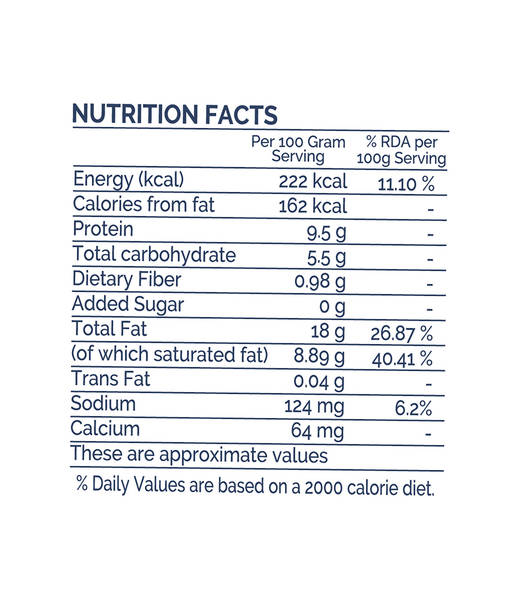 NUTRITION FACTS
Per 100 Gram Serving % RDA per 100g Serving
Energy (kcal) 222 kcal 11.10 %
Calories from fat 162 kcal -
Protein 9.5 g -
Total carbohydrate 5.5 g -
Dietary Fiber 0.98 g -
Added Sugar 0 g -
Total Fat 18 g 26.87 %
(of which saturated fat) 8.89 g 40.41 %
Trans Fat 0.04 g -
Sodium 124 mg 6.2%
Calcium 64 mg -
These are approximate values
% Daily Values are based on a 2000 calorie diet.